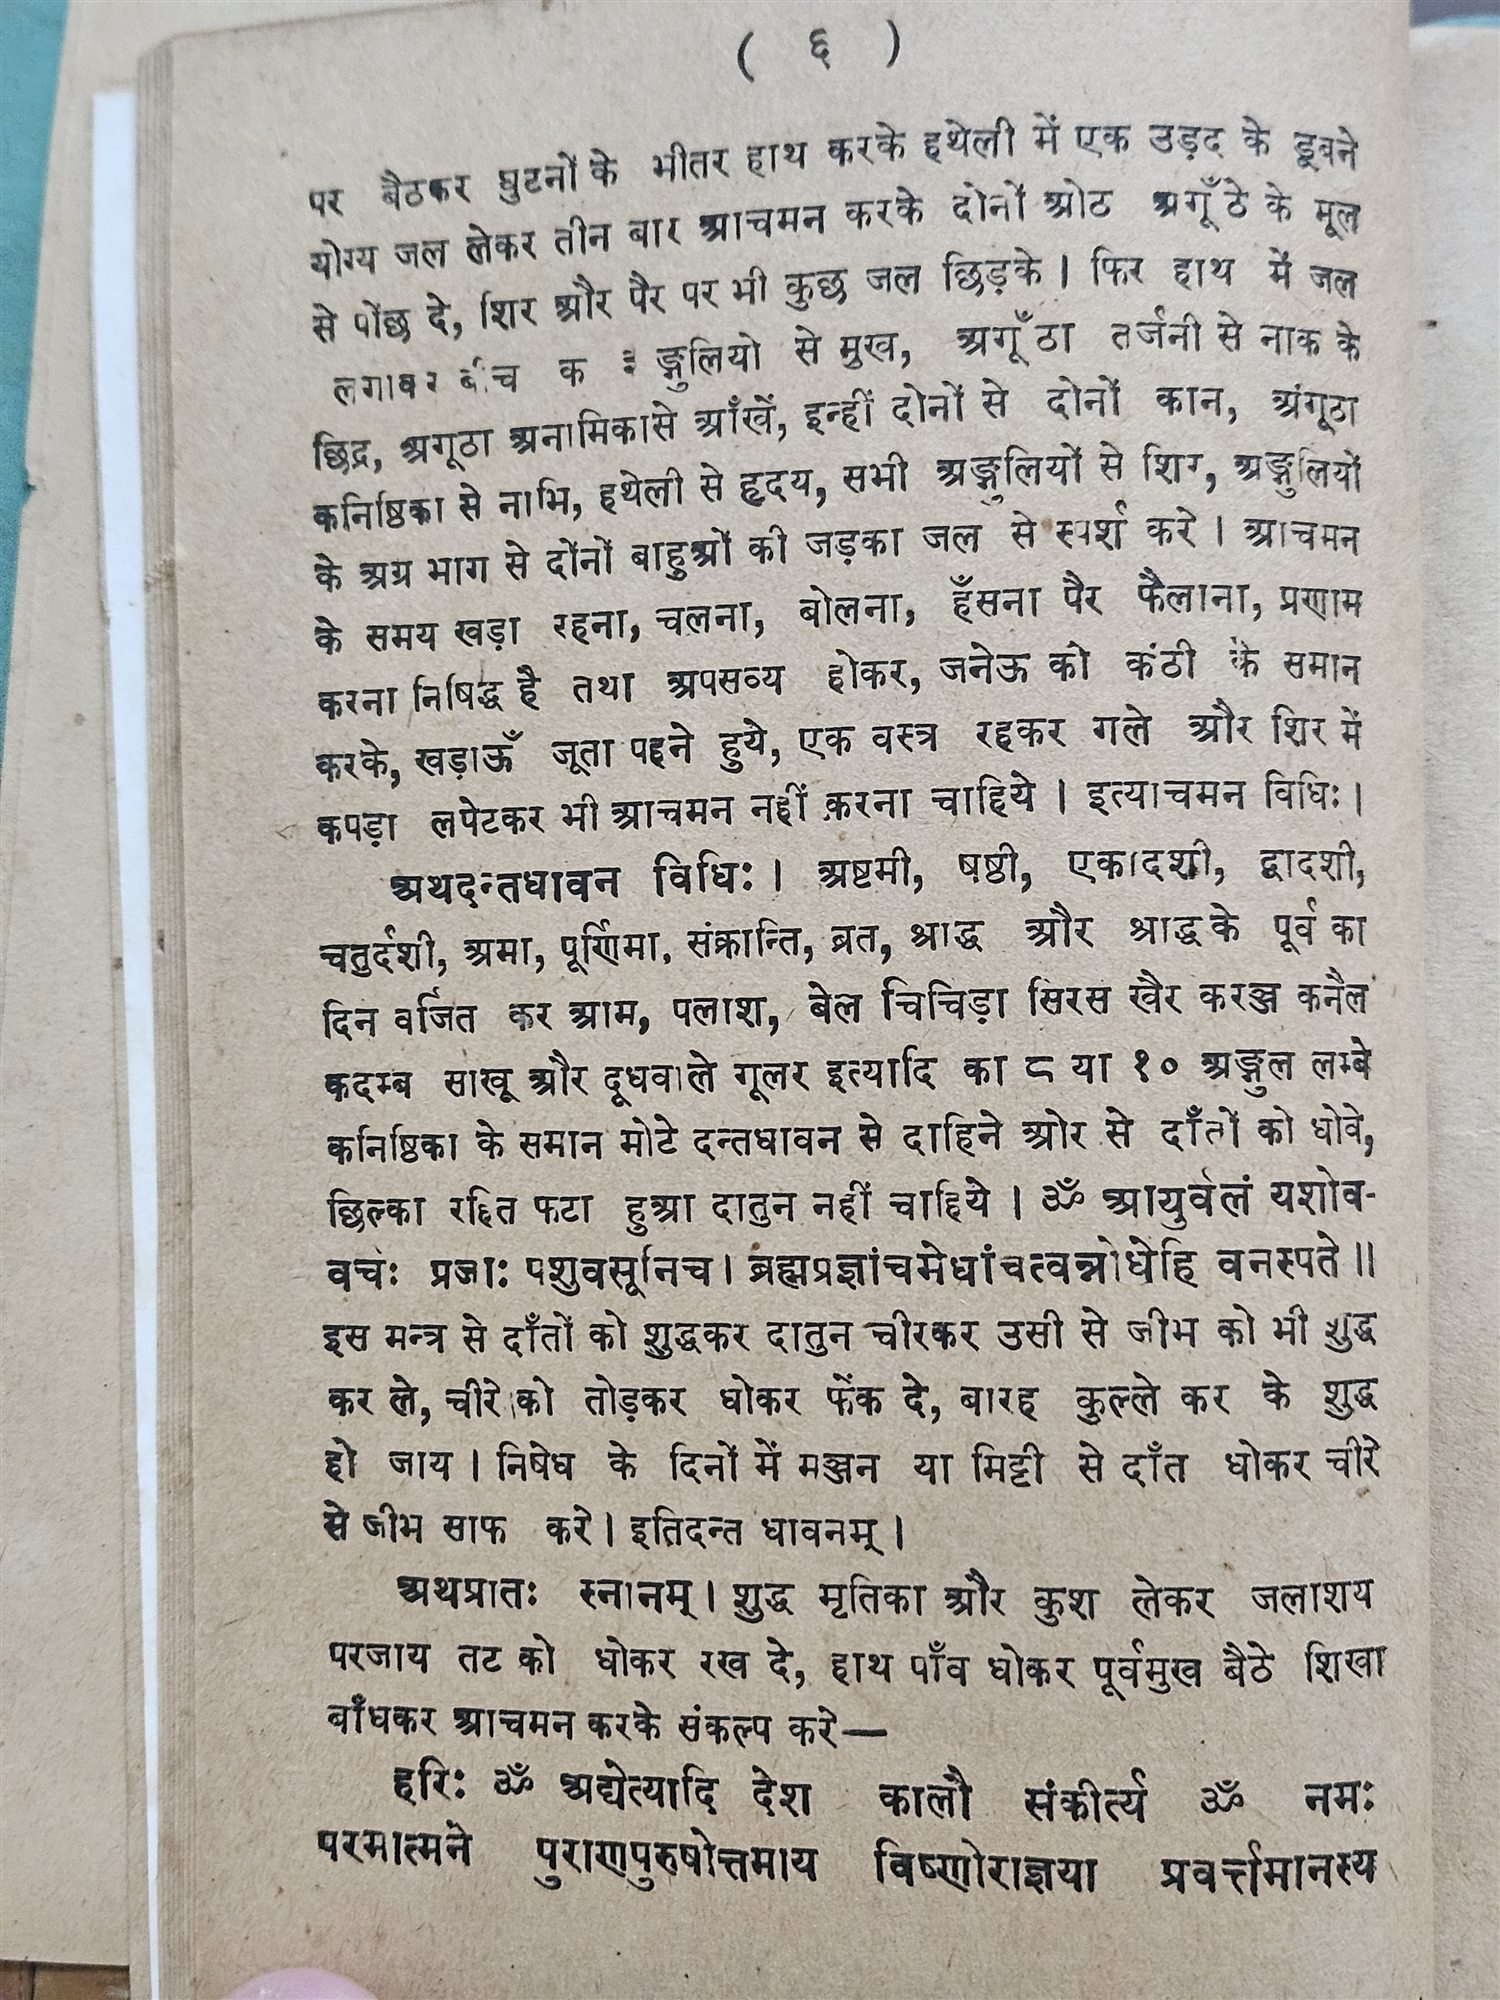 ( ६ )
पर बैठकर घुटनों के भीतर हाथ करके हथेली में एक उड़द के डूबने
योग्य जल लेकर तीन बार आचमन करके दोनों ओठ अगूँठे के मूल
से पोंछ दे, शिर और पैर पर भी कुछ जल छिड़के । फिर हाथ में जल
लगाकर बीच क ङ्गुलियो से मुख, अगूँठा तर्जनी से नाक के
छिद्र, अगूठा अनामिकासे आँखें, इन्हीं दोनों से दोनों कान, अंगूठा
कनिष्ठिका से नाभि, हथेली से हृदय, सभी अङ्गुलियों से शिर, अङ्गुलियों
के अग्र भाग से दोंनों बाहुओं की जड़का जल से स्पर्श करे । आचमन
के समय खड़ा रहना, चलना, बोलना, हँसना पैर फैलाना, प्रणाम
करना निषिद्ध है तथा अपसव्य होकर, जनेऊ को कंठी के समान
करके, खड़ाऊँ जूता पहने हुये, एक वस्त्र रहकर गले और शिर में
कपड़ा लपेटकर भी आचमन नहीं करना चाहिये । इत्याचमन विधिः ।
अथदन्तधावन विधिः । अष्टमी, षष्ठी, एकादशी, द्वादशी,
चतुर्दशी, अमा, पूर्णिमा, संक्रान्ति, व्रत, श्राद्ध और श्राद्ध के पूर्व का
दिन वर्जित कर आम, पलाश, बेल चिचिड़ा सिरस खैर करञ्ज कनैल
कदम्ब साखू और दूधवाले गूलर इत्यादि का ८ या १० अङ्गुल लम्बे
कनिष्ठिका के समान मोटे दन्तधावन से दाहिने ओर से दाँतों को धोवे,
छिल्का रहित फटा हुआ दातुन नहीं चाहिये । ॐ आयुर्वलं यशोव-
वचः प्रजाः पशुवसूनिच । ब्रह्मप्रज्ञांचमेधांचत्वन्नोधेहि वनस्पते ॥
इस मन्त्र से दाँतों को शुद्धकर दातुन चीरकर उसी से जीभ को भी शुद्ध
कर ले, चीरे को तोड़कर धोकर फेंक दे, बारह कुल्ले कर के शुद्ध
हो जाय । निषेध के दिनों में मञ्जन या मिट्टी से दाँत धोकर चीरे
से जीभ साफ करे । इतिदन्त धावनम् ।
अथप्रातः स्नानम् । शुद्ध मृतिका और कुश लेकर जलाशय
परजाय तट को धोकर रख दे, हाथ पाँव धोकर पूर्वमुख बैठे शिखा
बाँधकर आचमन करके संकल्प करे—
हरिः ॐ अद्येत्यादि देश कालौ संकीर्त्य ॐ नमः
परमात्मने पुराणपुरुषोत्तमाय विष्णोराज्ञया प्रवर्त्तमानस्य